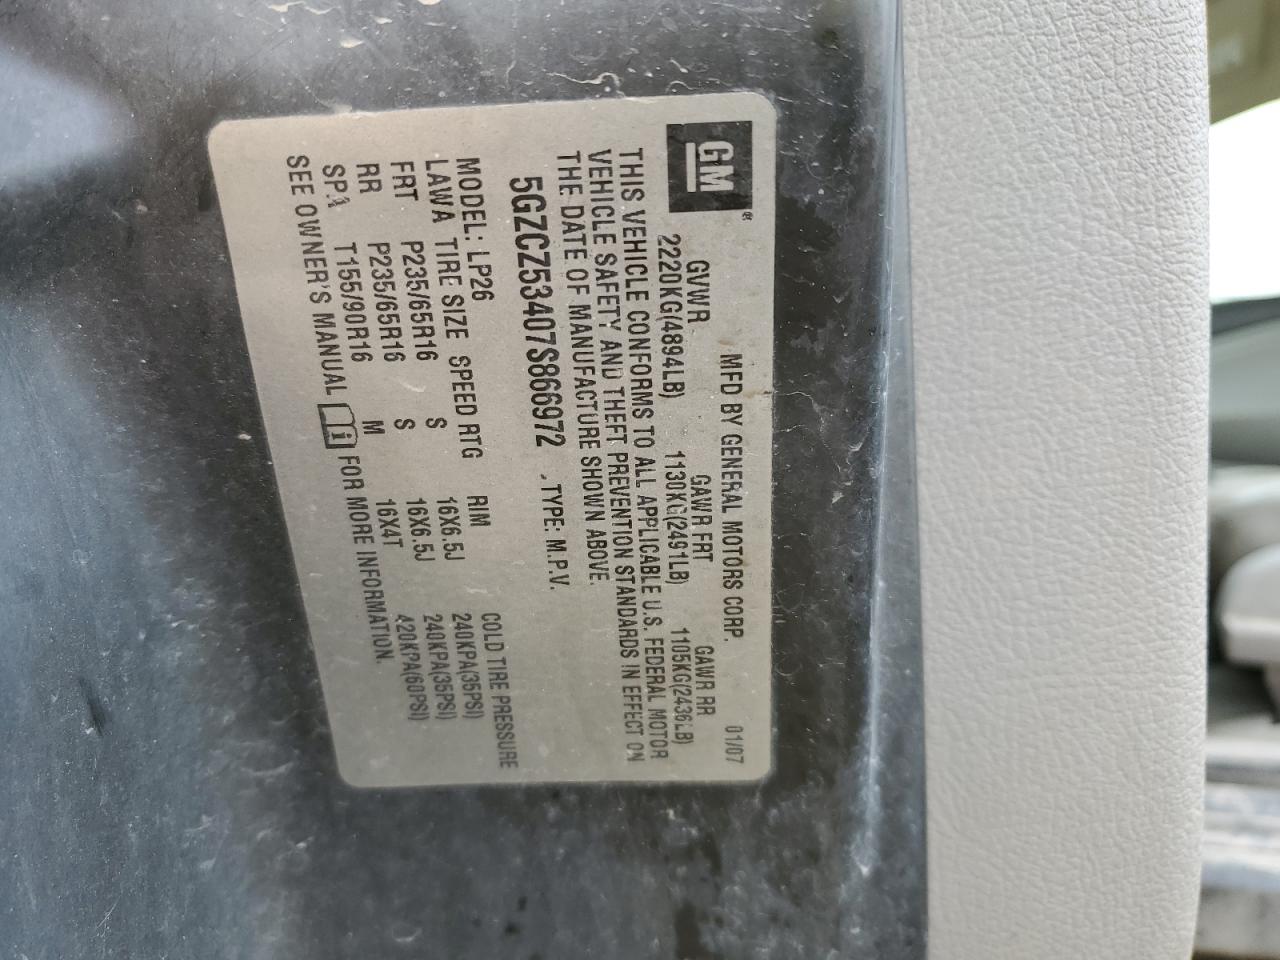 GM ®
MFD BY GENERAL MOTORS CORP. 01/07
GVWR GAWR FRT GAWR RR
2220KG(4894LB) 1130KG(2491LB) 1105KG(2436LB)
THIS VEHICLE CONFORMS TO ALL APPLICABLE U.S. FEDERAL MOTOR
VEHICLE SAFETY AND THEFT PREVENTION STANDARDS IN EFFECT ON
THE DATE OF MANUFACTURE SHOWN ABOVE.
5GZCZ53407S866972 TYPE: M.P.V.
MODEL: LP26
LAWA TIRE SIZE SPEED RTG RIM COLD TIRE PRESSURE
FRT P235/65R16 S 16X6.5J 240KPA(35PSI)
RR P235/65R16 S 16X6.5J 240KPA(35PSI)
SPA T155/90R16 M 16X4T 420KPA(60PSI)
SEE OWNER'S MANUAL i FOR MORE INFORMATION.